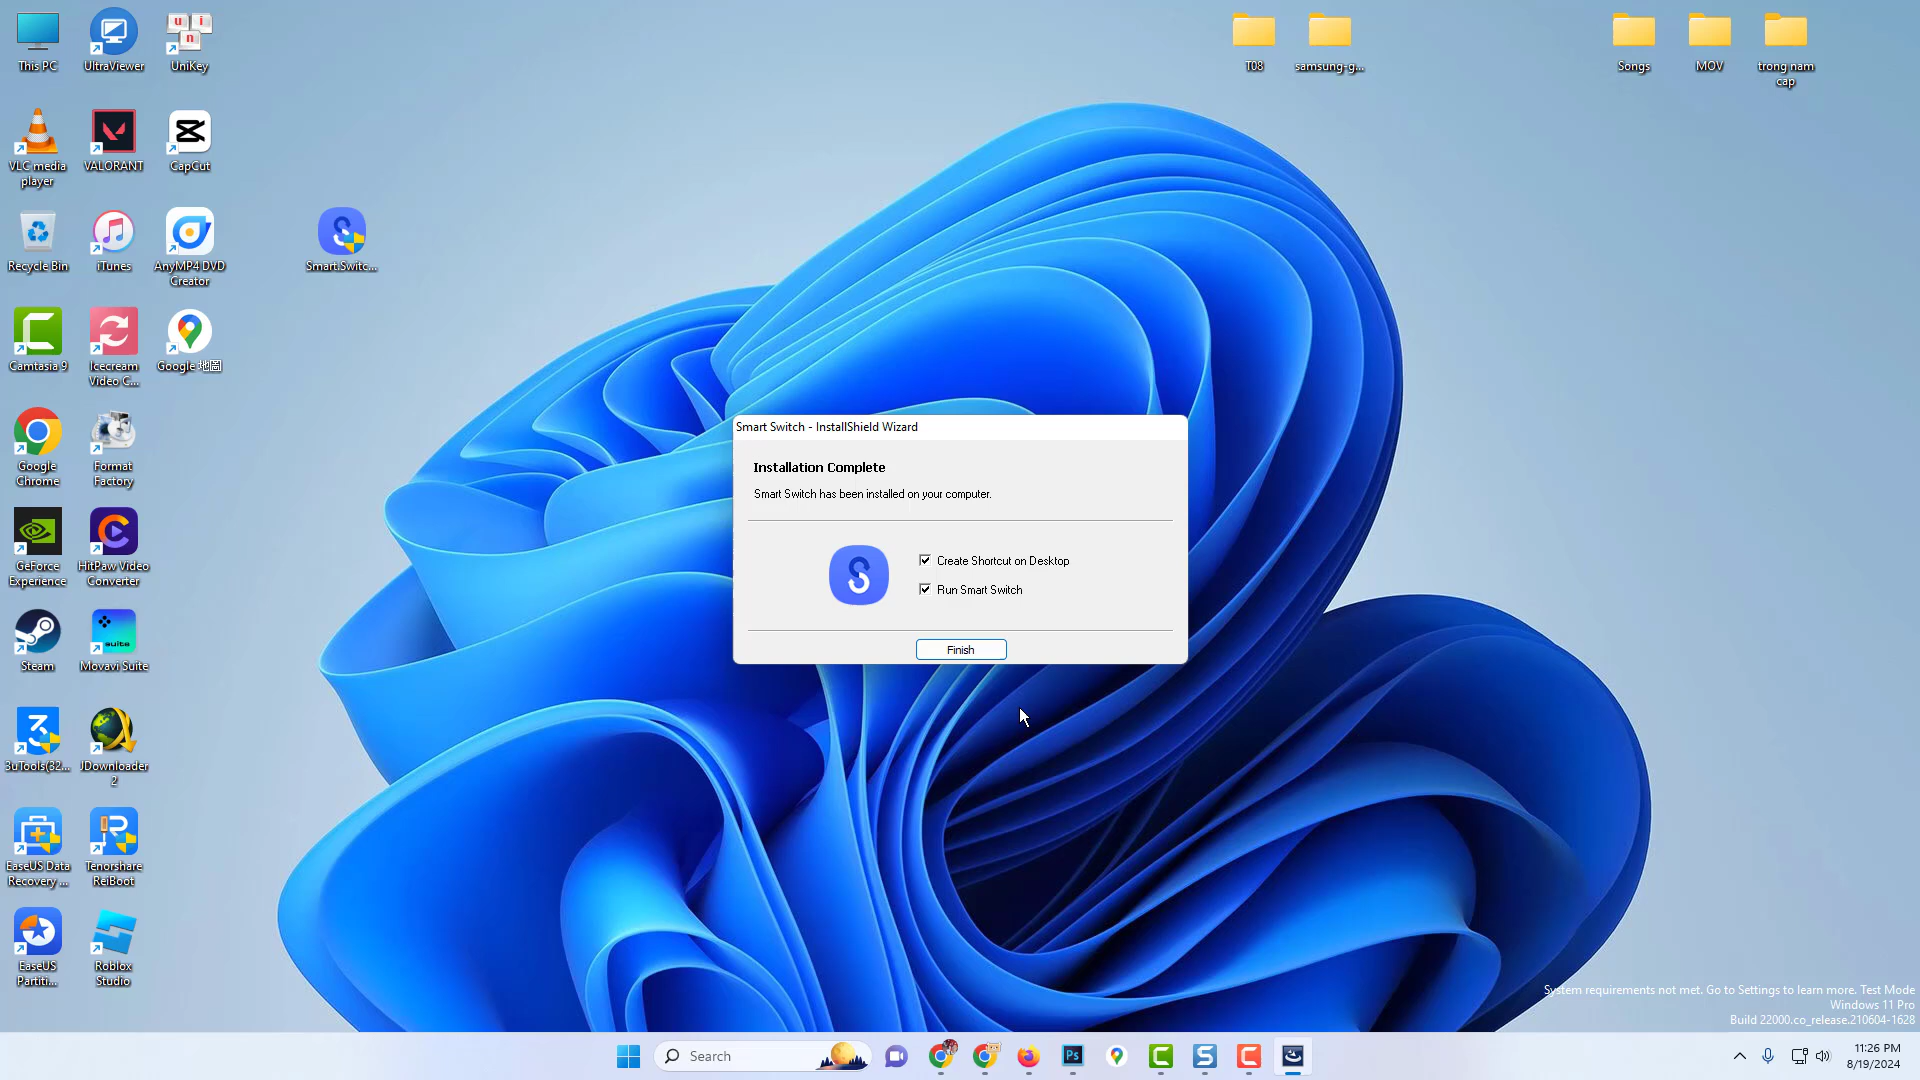 This PC
UltraViewer
UniKey
T08
samsung-g...
Songs
MOV
trong nam
cap
VLC media
player
VALORANT
CapCut
Recycle Bin
iTunes
AnyMP4 DVD
Creator
Smart.Switc...
Camtasia 9
Icecream
Video C...
Google 地圖
Google
Chrome
Format
Factory
Smart Switch - InstallShield Wizard
Installation Complete
Smart Switch has been installed on your computer.
Create Shortcut on Desktop
Run Smart Switch
Finish
GeForce
Experience
HitPaw Video
Converter
Steam
suite
Movavi Suite
3uTools(32...
JDownloader
2
EaseUS Data
Recovery ...
Tenorshare
ReiBoot
EaseUS
Partiti...
Roblox
Studio
System requirements not met. Go to Settings to learn more. Test Mode
Windows 11 Pro
Build 22000.co_release.210604-1628
Search
Ps
11:26 PM
8/19/2024